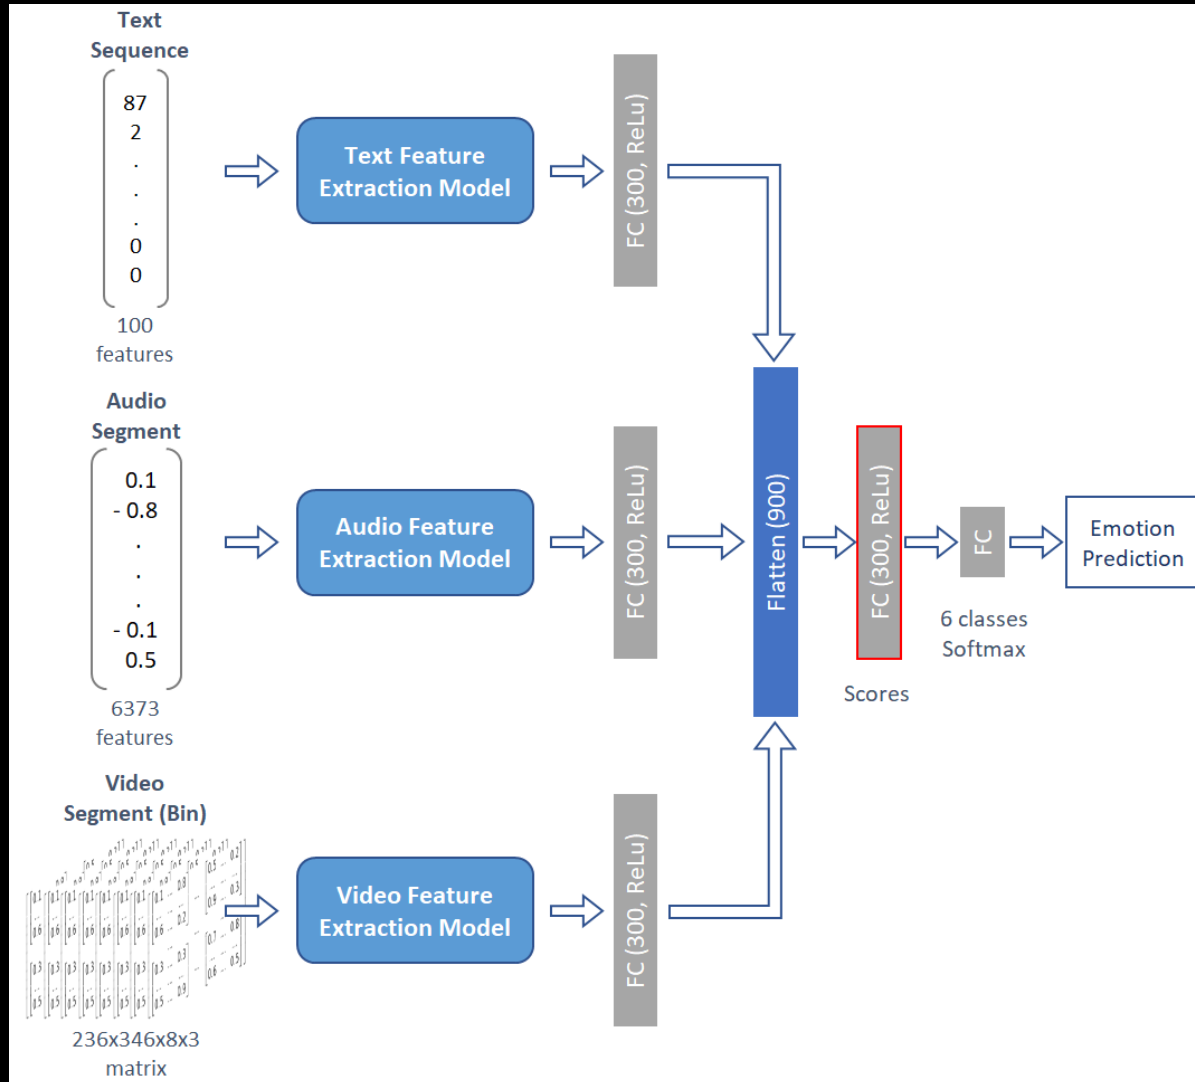 Text
Sequence
87
2
.
.
.
0
0
100
features
Text Feature
Extraction Model
FC (300, ReLu)
Audio
Segment
0.1
- 0.8
.
.
.
- 0.1
0.5
6373
features
Audio Feature
Extraction Model
FC (300, ReLu)
Flatten (900)
FC (300, ReLu)
Scores
FC
6 classes
Softmax
Emotion
Prediction
Video
Segment (Bin)
236x346x8x3
matrix
Video Feature
Extraction Model
FC (300, ReLu)